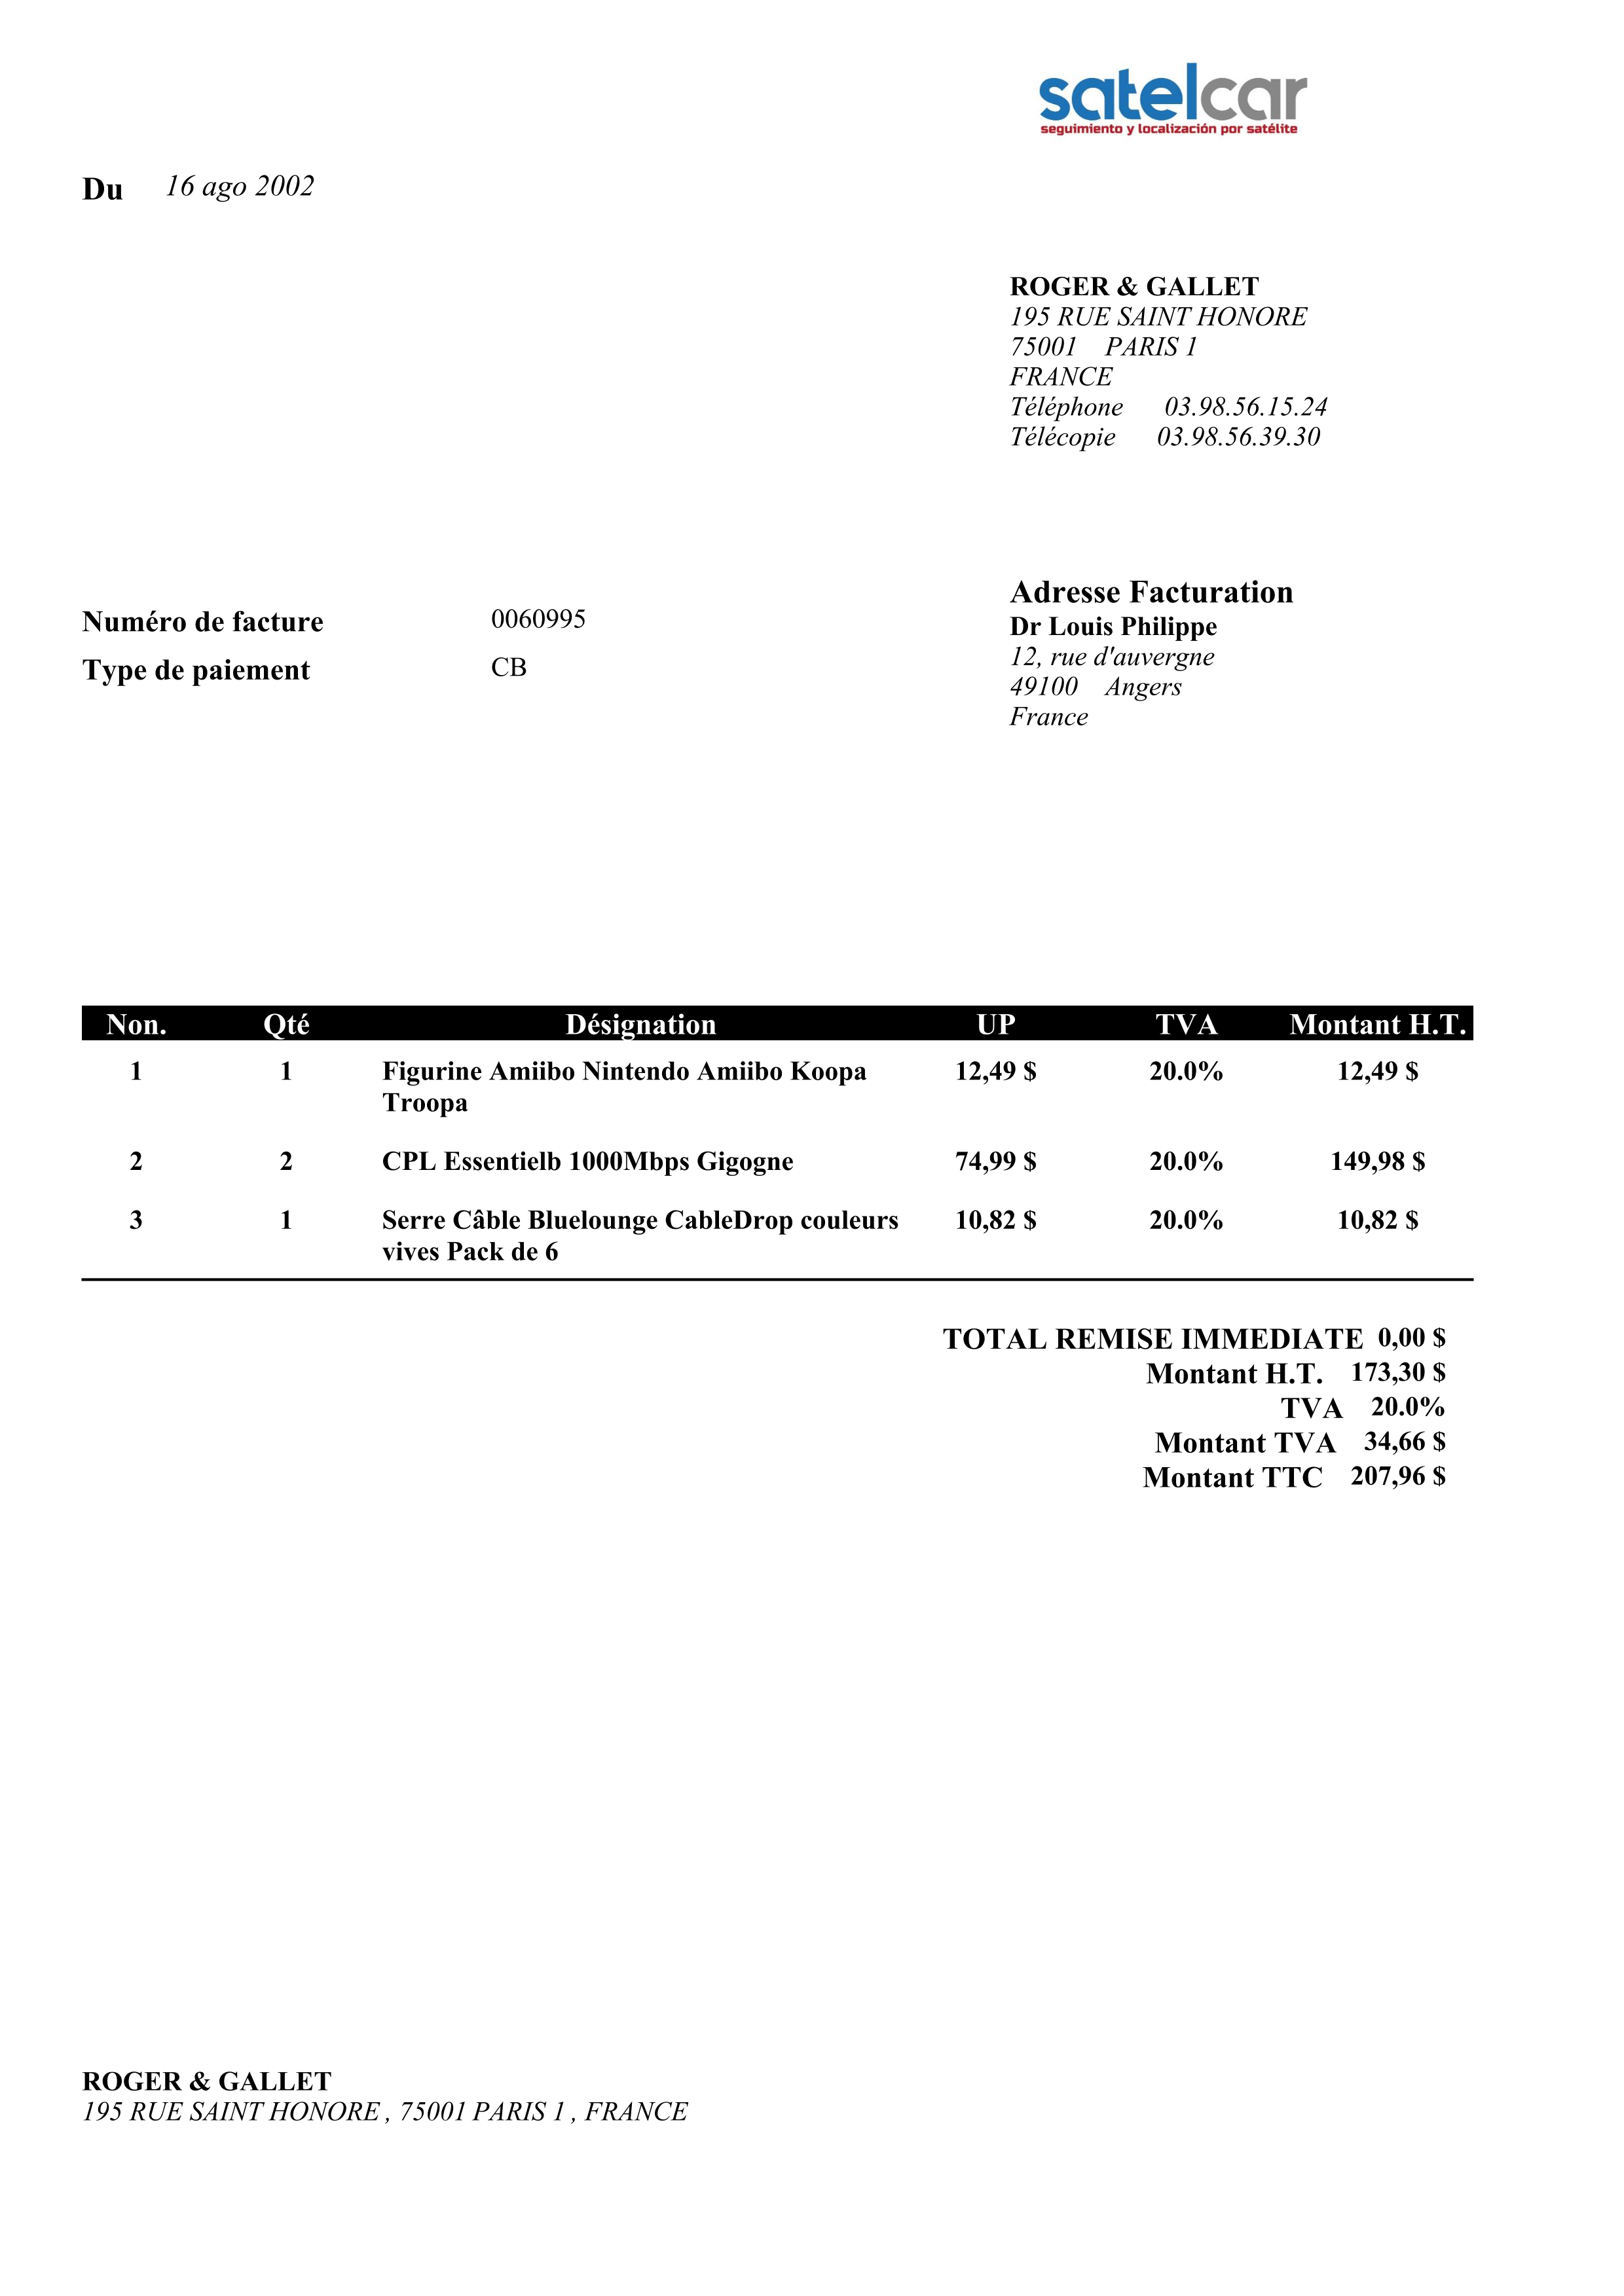 satelcar
seguimiento y localización por satélite
Du 16 ago 2002
ROGER & GALLET
195 RUE SAINT HONORE
75001 PARIS 1
FRANCE
Téléphone 03.98.56.15.24
Télécopie 03.98.56.39.30
Adresse Facturation
Dr Louis Philippe
12, rue d'auvergne
49100 Angers
France
Numéro de facture 0060995
Type de paiement CB
Non. Qté Désignation UP TVA Montant H.T.
1 1 Figurine Amiibo Nintendo Amiibo Koopa 12,49 $ 20.0% 12,49 $
Troopa
2 2 CPL Essentielb 1000Mbps Gigogne 74,99 $ 20.0% 149,98 $
3 1 Serre Câble Bluelounge CableDrop couleurs 10,82 $ 20.0% 10,82 $
vives Pack de 6
TOTAL REMISE IMMEDIATE 0,00 $
Montant H.T. 173,30 $
TVA 20.0%
Montant TVA 34,66 $
Montant TTC 207,96 $
ROGER & GALLET
195 RUE SAINT HONORE , 75001 PARIS 1 , FRANCE